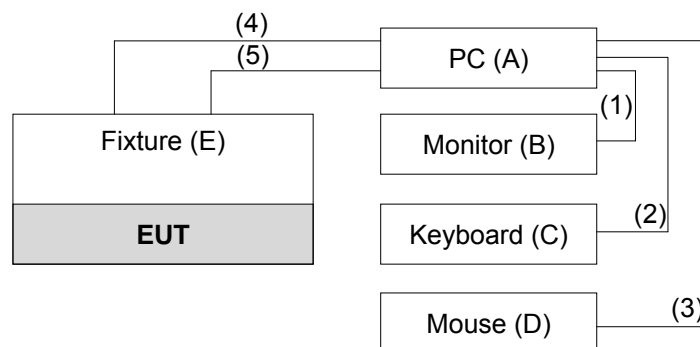 (4)
(5)
PC (A)
(1)
Fixture (E)
Monitor (B)
EUT
Keyboard (C)
(2)
Mouse (D)
(3)